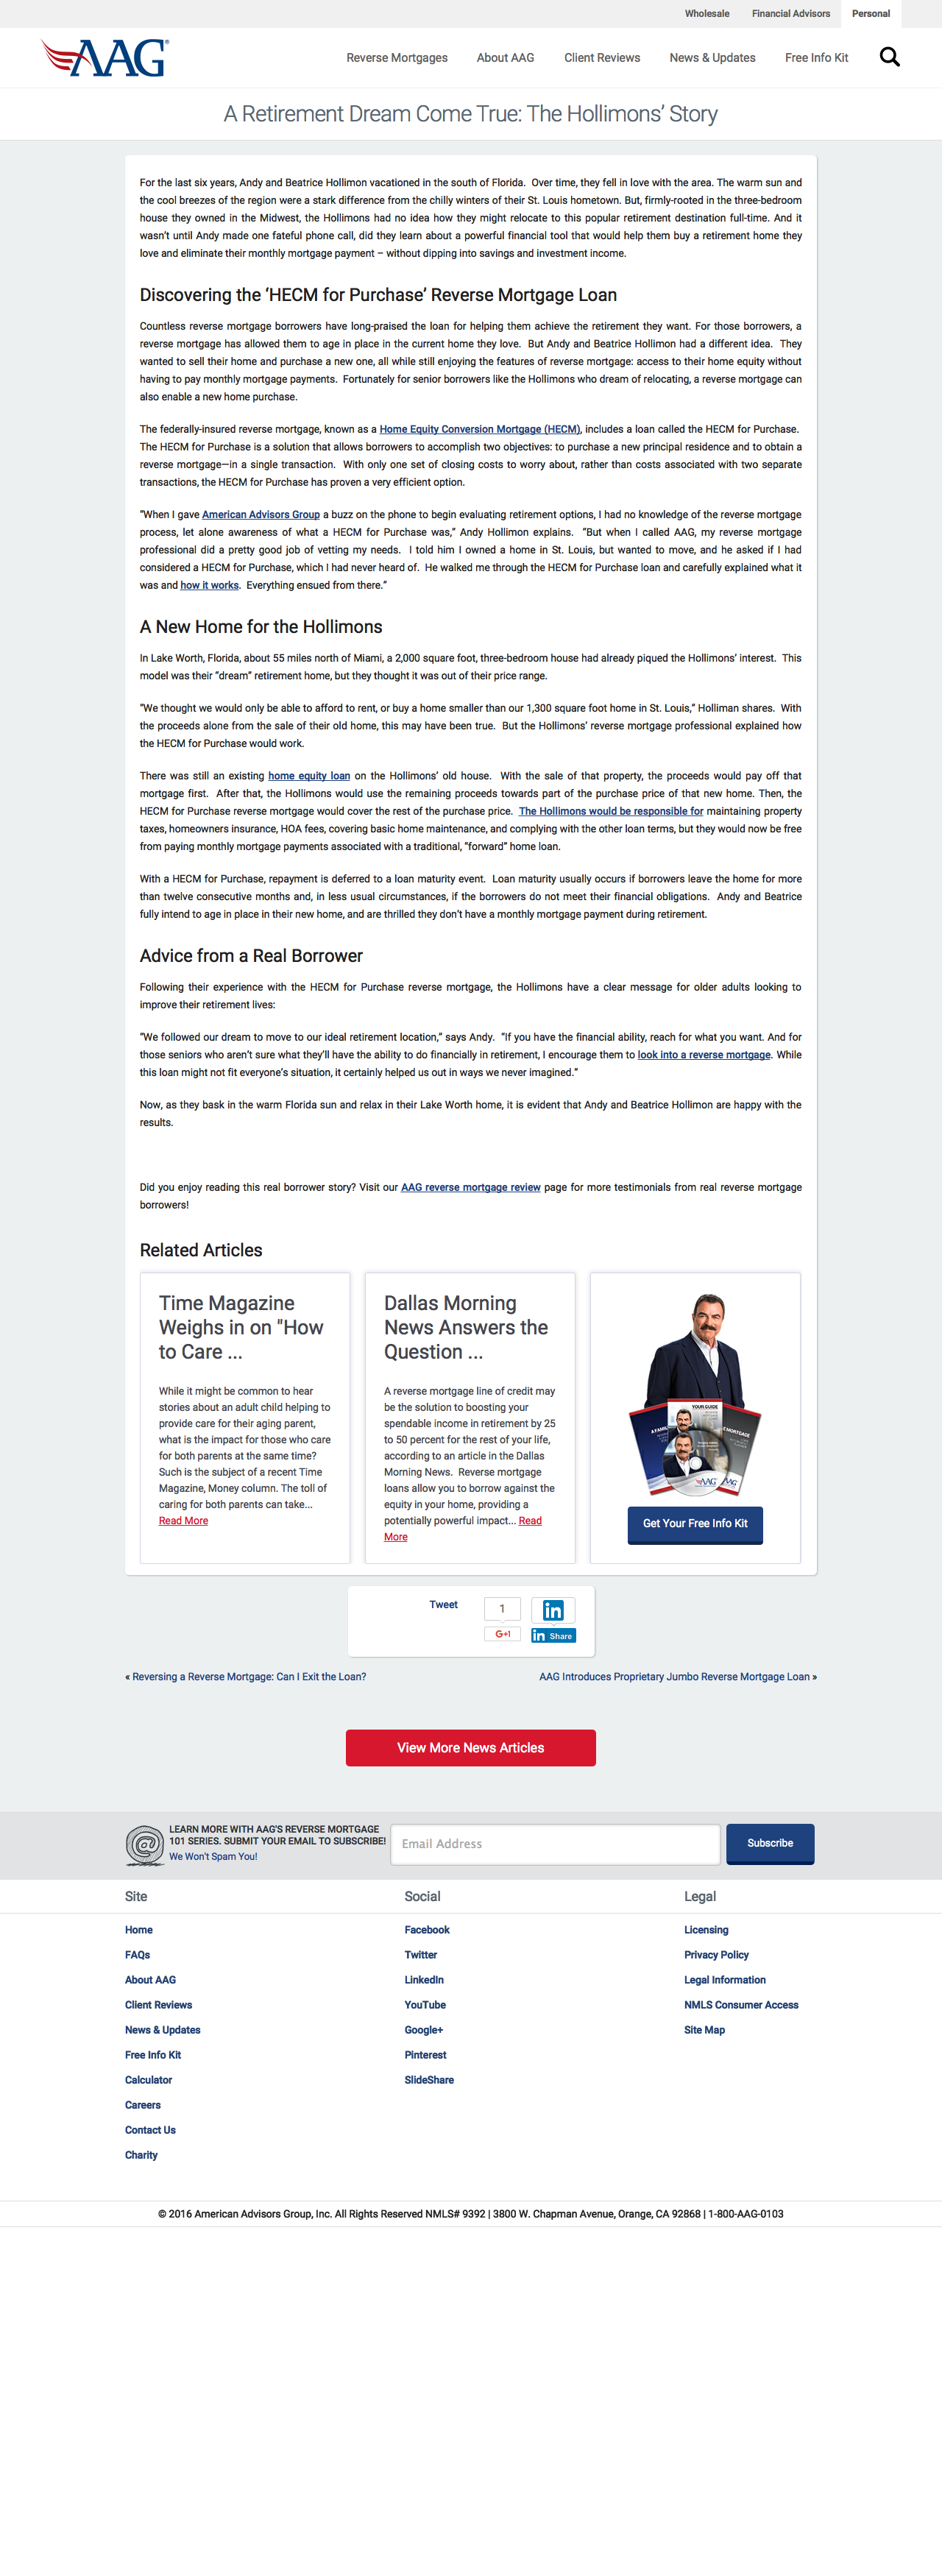 Wholesale Financial Advisors Personal
AAG®
Reverse Mortgages About AAG Client Reviews News & Updates Free Info Kit
A Retirement Dream Come True: The Hollimons’ Story
For the last six years, Andy and Beatrice Hollimon vacationed in the south of Florida. Over time, they fell in love with the area. The warm sun and
the cool breezes of the region were a stark difference from the chilly winters of their St. Louis hometown. But, firmly-rooted in the three-bedroom
house they owned in the Midwest, the Hollimons had no idea how they might relocate to this popular retirement destination full-time. And it
wasn’t until Andy made one fateful phone call, did they learn about a powerful financial tool that would help them buy a retirement home they
love and eliminate their monthly mortgage payment – without dipping into savings and investment income.
Discovering the ‘HECM for Purchase’ Reverse Mortgage Loan
Countless reverse mortgage borrowers have long-praised the loan for helping them achieve the retirement they want. For those borrowers, a
reverse mortgage has allowed them to age in place in the current home they love. But Andy and Beatrice Hollimon had a different idea. They
wanted to sell their home and purchase a new one, all while still enjoying the features of reverse mortgage: access to their home equity without
having to pay monthly mortgage payments. Fortunately for senior borrowers like the Hollimons who dream of relocating, a reverse mortgage can
also enable a new home purchase.
The federally-insured reverse mortgage, known as a Home Equity Conversion Mortgage (HECM), includes a loan called the HECM for Purchase.
The HECM for Purchase is a solution that allows borrowers to accomplish two objectives: to purchase a new principal residence and to obtain a
reverse mortgage—in a single transaction. With only one set of closing costs to worry about, rather than costs associated with two separate
transactions, the HECM for Purchase has proven a very efficient option.
“When I gave American Advisors Group a buzz on the phone to begin evaluating retirement options, I had no knowledge of the reverse mortgage
process, let alone awareness of what a HECM for Purchase was,” Andy Hollimon explains. “But when I called AAG, my reverse mortgage
professional did a pretty good job of vetting my needs. I told him I owned a home in St. Louis, but wanted to move, and he asked if I had
considered a HECM for Purchase, which I had never heard of. He walked me through the HECM for Purchase loan and carefully explained what it
was and how it works. Everything ensued from there.”
A New Home for the Hollimons
In Lake Worth, Florida, about 55 miles north of Miami, a 2,000 square foot, three-bedroom house had already piqued the Hollimons’ interest. This
model was their “dream” retirement home, but they thought it was out of their price range.
“We thought we would only be able to afford to rent, or buy a home smaller than our 1,300 square foot home in St. Louis,” Holliman shares. With
the proceeds alone from the sale of their old home, this may have been true. But the Hollimons’ reverse mortgage professional explained how
the HECM for Purchase would work.
There was still an existing home equity loan on the Hollimons’ old house. With the sale of that property, the proceeds would pay off that
mortgage first. After that, the Hollimons would use the remaining proceeds towards part of the purchase price of that new home. Then, the
HECM for Purchase reverse mortgage would cover the rest of the purchase price. The Hollimons would be responsible for maintaining property
taxes, homeowners insurance, HOA fees, covering basic home maintenance, and complying with the other loan terms, but they would now be free
from paying monthly mortgage payments associated with a traditional, “forward” home loan.
With a HECM for Purchase, repayment is deferred to a loan maturity event. Loan maturity usually occurs if borrowers leave the home for more
than twelve consecutive months and, in less usual circumstances, if the borrowers do not meet their financial obligations. Andy and Beatrice
fully intend to age in place in their new home, and are thrilled they don’t have a monthly mortgage payment during retirement.
Advice from a Real Borrower
Following their experience with the HECM for Purchase reverse mortgage, the Hollimons have a clear message for older adults looking to
improve their retirement lives:
“We followed our dream to move to our ideal retirement location,” says Andy. “If you have the financial ability, reach for what you want. And for
those seniors who aren’t sure what they’ll have the ability to do financially in retirement, I encourage them to look into a reverse mortgage. While
this loan might not fit everyone’s situation, it certainly helped us out in ways we never imagined.”
Now, as they bask in the warm Florida sun and relax in their Lake Worth home, it is evident that Andy and Beatrice Hollimon are happy with the
results.
Did you enjoy reading this real borrower story? Visit our AAG reverse mortgage review page for more testimonials from real reverse mortgage
borrowers!
Related Articles
Time Magazine
Weighs in on "How
to Care ...
While it might be common to hear
stories about an adult child helping to
provide care for their aging parent,
what is the impact for those who care
for both parents at the same time?
Such is the subject of a recent Time
Magazine, Money column. The toll of
caring for both parents can take...
Read More
Dallas Morning
News Answers the
Question ...
A reverse mortgage line of credit may
be the solution to boosting your
spendable income in retirement by 25
to 50 percent for the rest of your life,
according to an article in the Dallas
Morning News. Reverse mortgage
loans allow you to borrow against the
equity in your home, providing a
potentially powerful impact... Read
More
YOUR GUIDE
AAG AAG
Get Your Free Info Kit
Tweet
1
G+1
in
in Share
« Reversing a Reverse Mortgage: Can I Exit the Loan?
AAG Introduces Proprietary Jumbo Reverse Mortgage Loan »
View More News Articles
@
LEARN MORE WITH AAG'S REVERSE MORTGAGE
101 SERIES. SUBMIT YOUR EMAIL TO SUBSCRIBE!
We Won't Spam You!
Email Address
Subscribe
Site
Home
FAQs
About AAG
Client Reviews
News & Updates
Free Info Kit
Calculator
Careers
Contact Us
Charity
Social
Facebook
Twitter
LinkedIn
YouTube
Google+
Pinterest
SlideShare
Legal
Licensing
Privacy Policy
Legal Information
NMLS Consumer Access
Site Map
© 2016 American Advisors Group, Inc. All Rights Reserved NMLS# 9392 | 3800 W. Chapman Avenue, Orange, CA 92868 | 1-800-AAG-0103